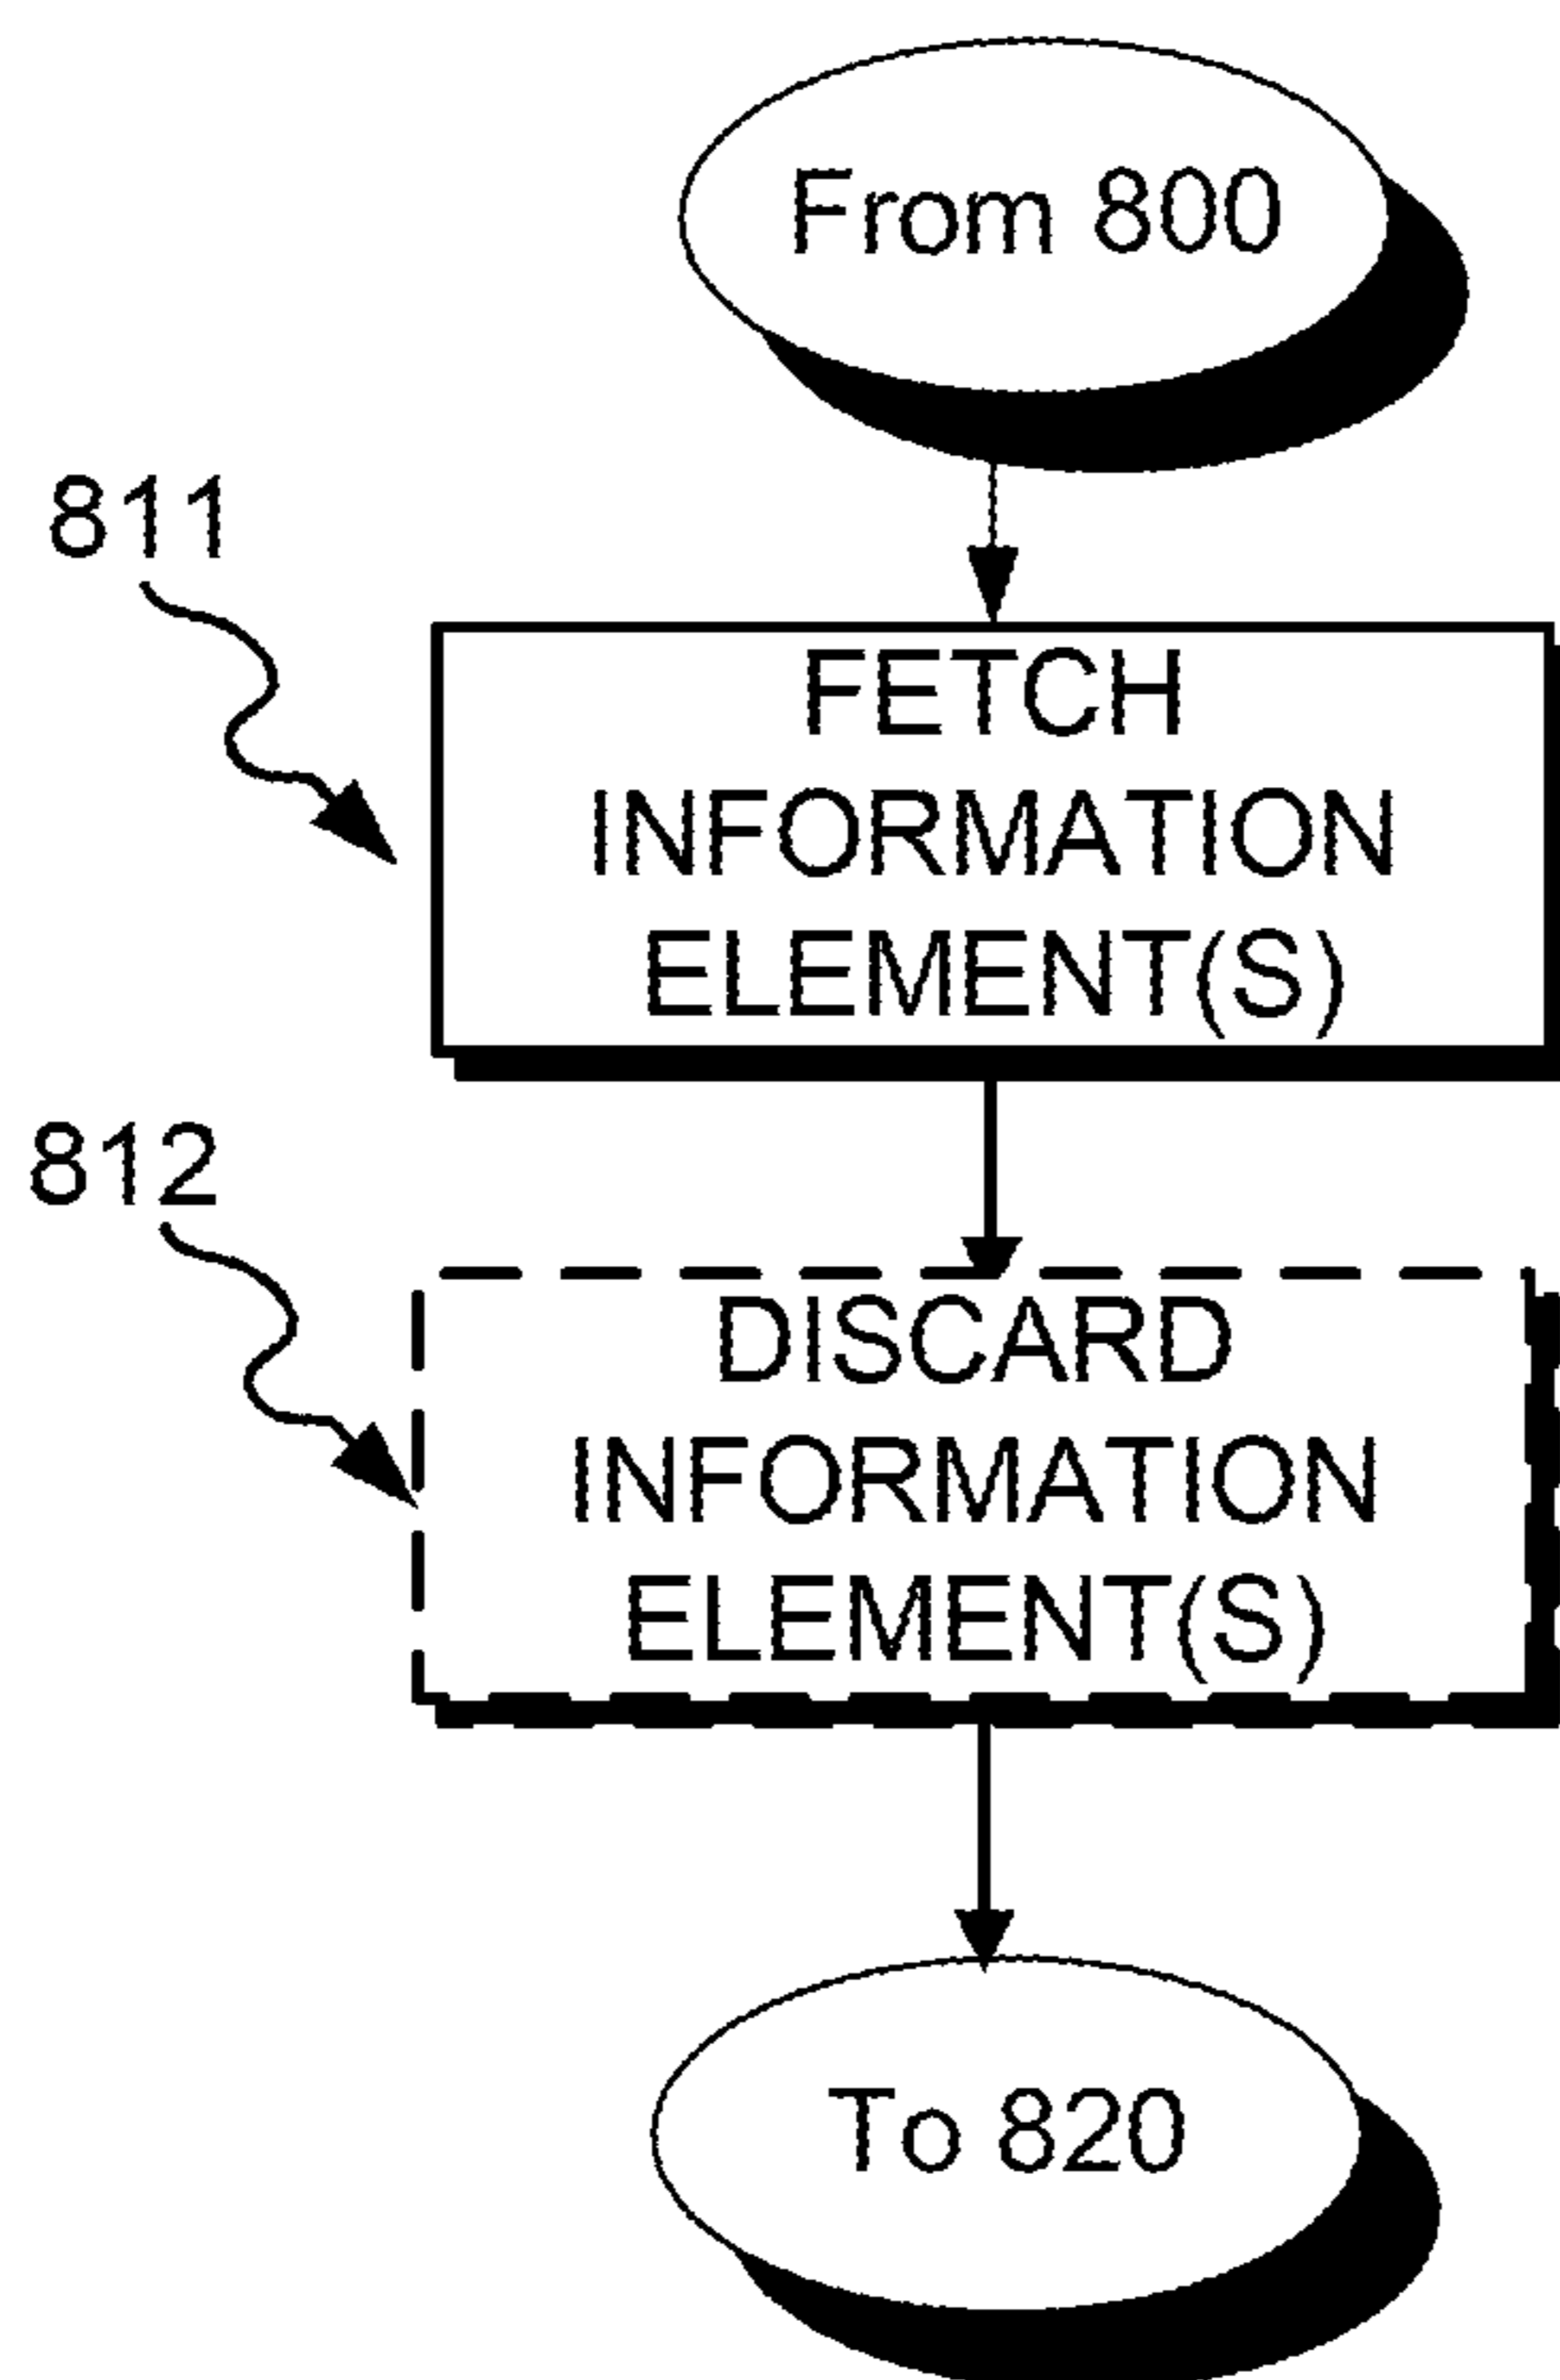 From 800
811
FETCH
INFORMATION
ELEMENT(S)
812
DISCARD
INFORMATION
ELEMENT(S)
To 820